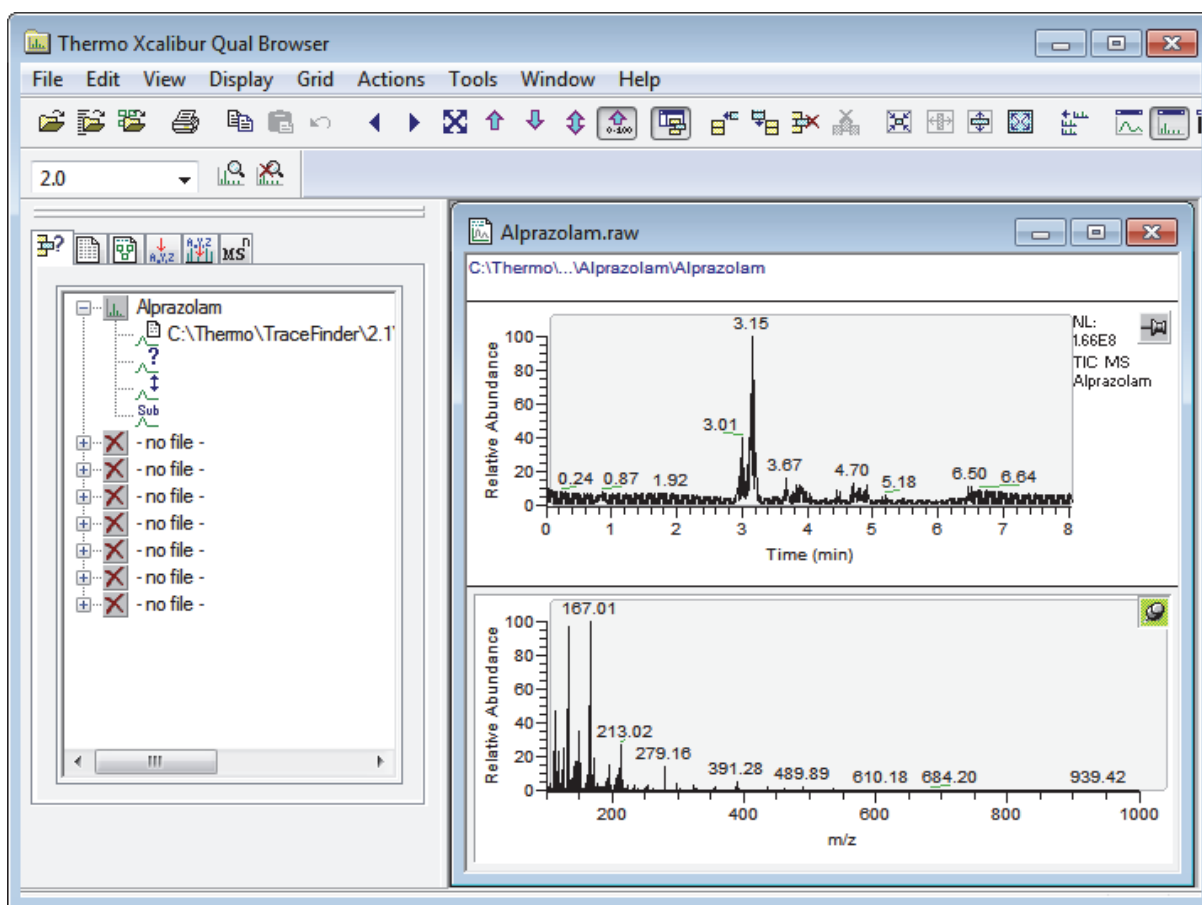 Thermo Xcalibur Qual Browser
File Edit View Display Grid Actions Tools Window Help
0-100
2.0
A,Y,Z A,Y,Z MSn
Alprazolam
C:\Thermo\TraceFinder\2.1
?
Sub
- no file -
- no file -
- no file -
- no file -
- no file -
- no file -
- no file -
Alprazolam.raw
C:\Thermo\...\Alprazolam\Alprazolam
NL:
1.66E8
TIC MS
Alprazolam
Relative Abundance
100
80
60
40
20
0
3.15
3.01
0.24 0.87 1.92 3.67 4.70 5.18 6.50 6.64
0 1 2 3 4 5 6 7 8
Time (min)
Relative Abundance
100
80
60
40
20
0
167.01
213.02
279.16
391.28 489.89 610.18 684.20 939.42
200 400 600 800 1000
m/z